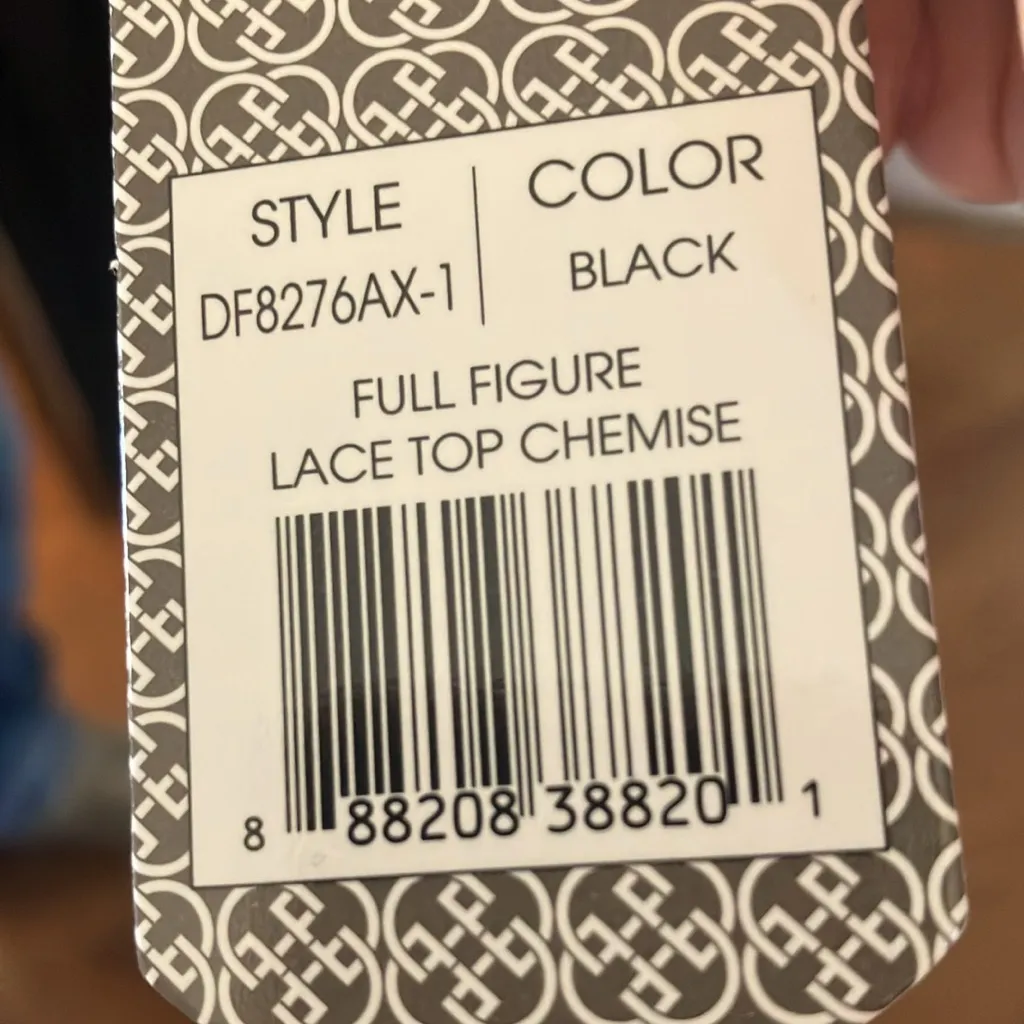 STYLE COLOR
DF8276AX-1 BLACK
FULL FIGURE
LACE TOP CHEMISE
8 88208 38820 1